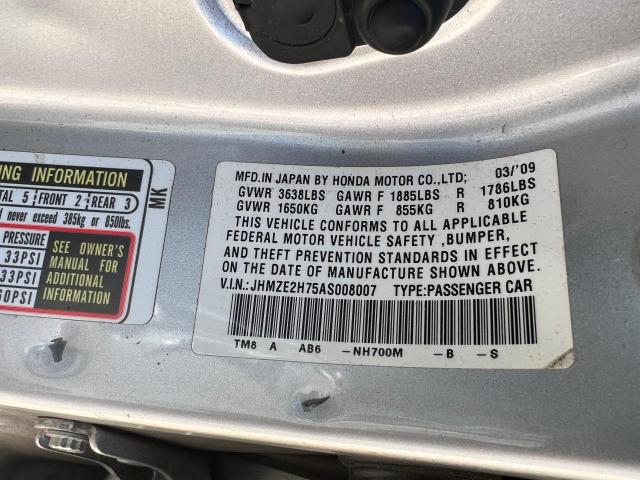 NG INFORMATION
TAL 5 FRONT 2 REAR 3
d never exceed 385kg or 850lbs.
PRESSURE
33PSI
33PSI
60PSI
SEE OWNER'S
MANUAL FOR
ADDITIONAL
INFORMATION
MK
MFD.IN JAPAN BY HONDA MOTOR CO.,LTD; 03/'09
GVWR 3638LBS GAWR F 1885LBS R 1786LBS
GVWR 1650KG GAWR F 855KG R 810KG
THIS VEHICLE CONFORMS TO ALL APPLICABLE
FEDERAL MOTOR VEHICLE SAFETY ,BUMPER,
AND THEFT PREVENTION STANDARDS IN EFFECT
ON THE DATE OF MANUFACTURE SHOWN ABOVE.
V.I.N.:JHMZE2H75AS008007 TYPE:PASSENGER CAR
TM8 A AB6 -NH700M -B -S